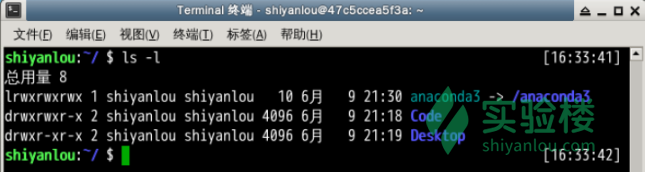 Terminal 终端 - shiyanlou@47c5ccea5f3a: ~
文件(F) 编辑(E) 视图(V) 终端(T) 标签(A) 帮助(H)
shiyanlou:~/ $ ls -l [16:33:41]
总用量 8
lrwxrwxrwx 1 shiyanlou shiyanlou 10 6月 9 21:30 anaconda3 -> /anaconda3
drwxrwxr-x 2 shiyanlou shiyanlou 4096 6月 9 21:18 Code
drwxr-xr-x 2 shiyanlou shiyanlou 4096 6月 9 21:19 Desktop
shiyanlou:~/ $ [16:33:42]
实验楼
shiyanlou.com